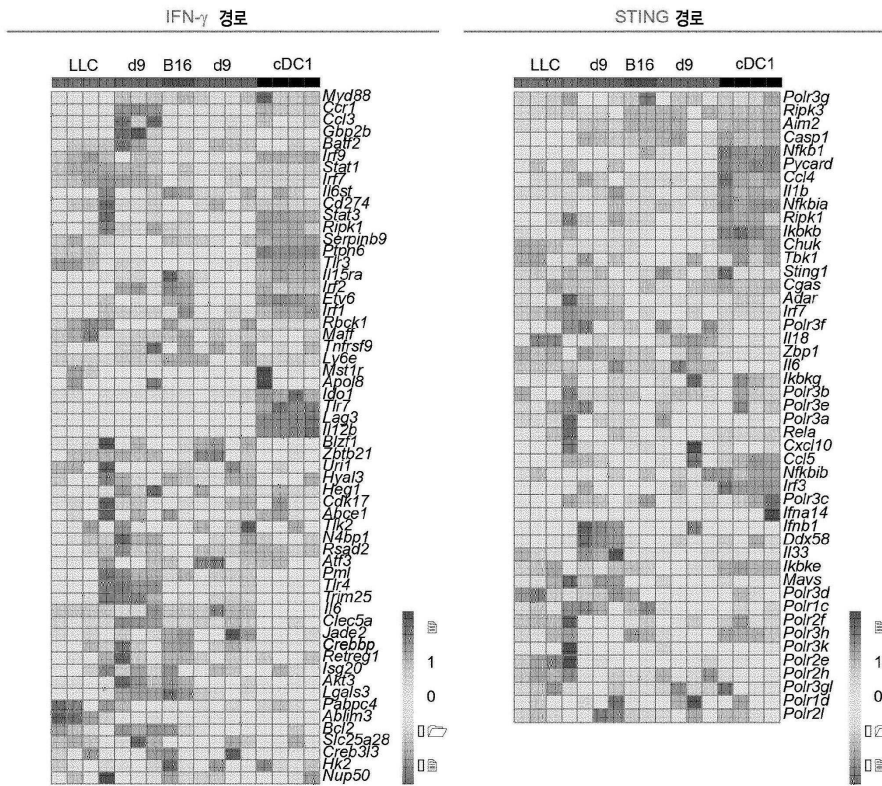 IFN-γ 경로
LLC d9 B16 d9 cDC1
Myd88
Ccr1
Ccl3
Gbp2b
Batf2
Irf9
Stat1
Irf7
Il6st
Cd274
Stat3
Ripk1
Serpinb9
Ptpn6
Tlr3
Il15ra
Irf2
Etv6
Irf1
Rbck1
Maff
Tnfrsf9
Ly6e
Mst1r
Apol8
Ido1
Tlr7
Lag3
Il12b
Blzf1
Zbtb21
Uri1
Hyal3
Heg1
Cdk17
Abce1
Tlk2
N4bp1
Rsad2
Atf3
Pml
Tlr4
Trim25
Il6
Clec5a
Jade2
Crebbp
Retreg1
Isg20
Akt3
Lgals3
Pabpc4
Ablim3
Bcl2
Slc25a28
Creb3l3
Hk2
Nup50
1
0
STING 경로
LLC d9 B16 d9 cDC1
Polr3g
Ripk3
Aim2
Casp1
Nfkb1
Pycard
Ccl4
Il1b
Nfkbia
Ripk1
Ikbkb
Chuk
Tbk1
Sting1
Cgas
Adar
Irf7
Polr3f
Il18
Zbp1
Il6
Ikbkg
Polr3b
Polr3e
Polr3a
Rela
Cxcl10
Ccl5
Nfkbib
Irf3
Polr3c
Ifna14
Ifnb1
Ddx58
Il33
Ikbke
Mavs
Polr3d
Polr1c
Polr2f
Polr3h
Polr3k
Polr2e
Polr2h
Polr3gl
Polr1d
Polr2l
1
0